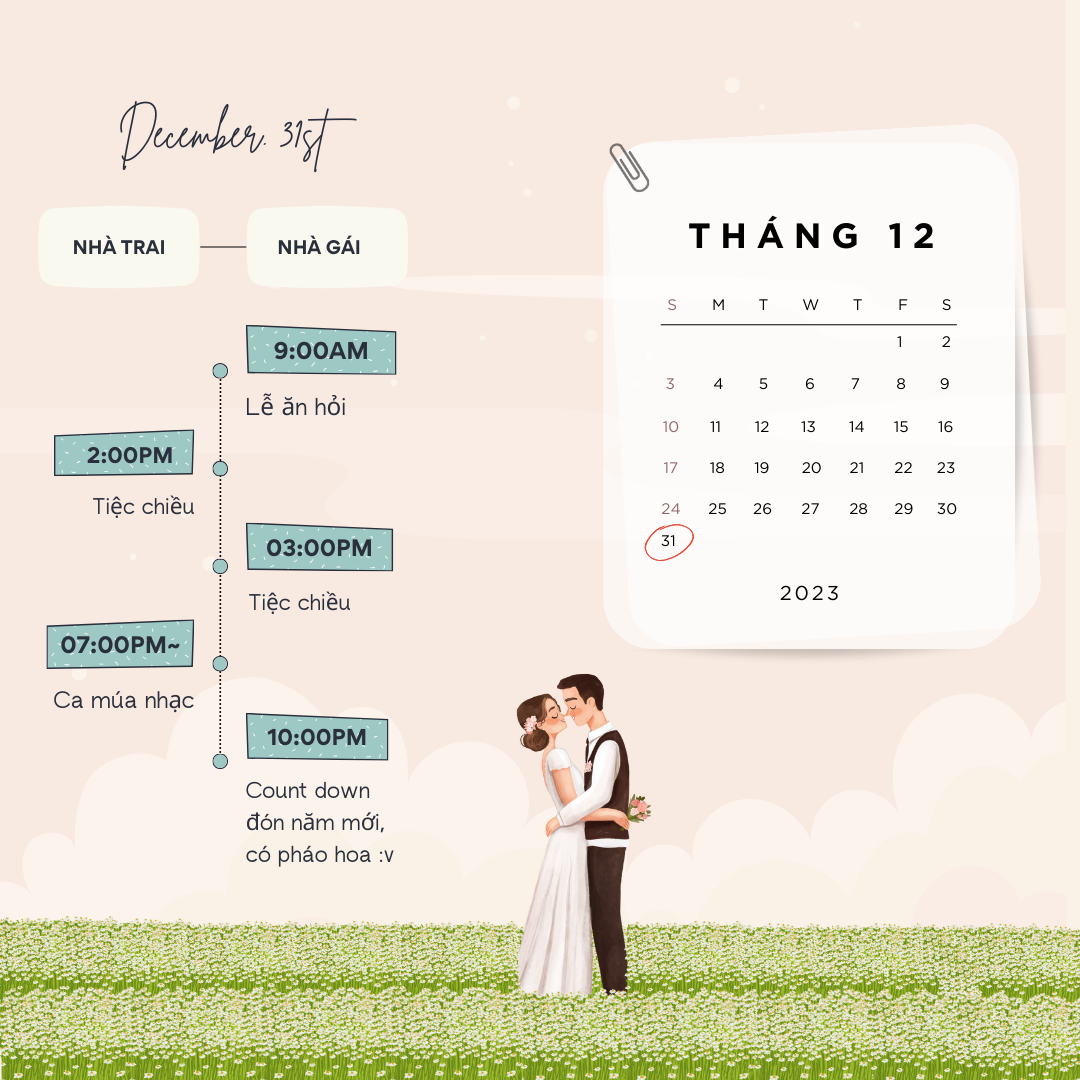 December. 31st
NHÀ TRAI
NHÀ GÁI
9:00AM
Lễ ăn hỏi
2:00PM
Tiệc chiều
03:00PM
Tiệc chiều
07:00PM~
Ca múa nhạc
10:00PM
Count down
đón năm mới,
có pháo hoa :v
THÁNG 12
S M T W T F S
1 2
3 4 5 6 7 8 9
10 11 12 13 14 15 16
17 18 19 20 21 22 23
24 25 26 27 28 29 30
31
2023